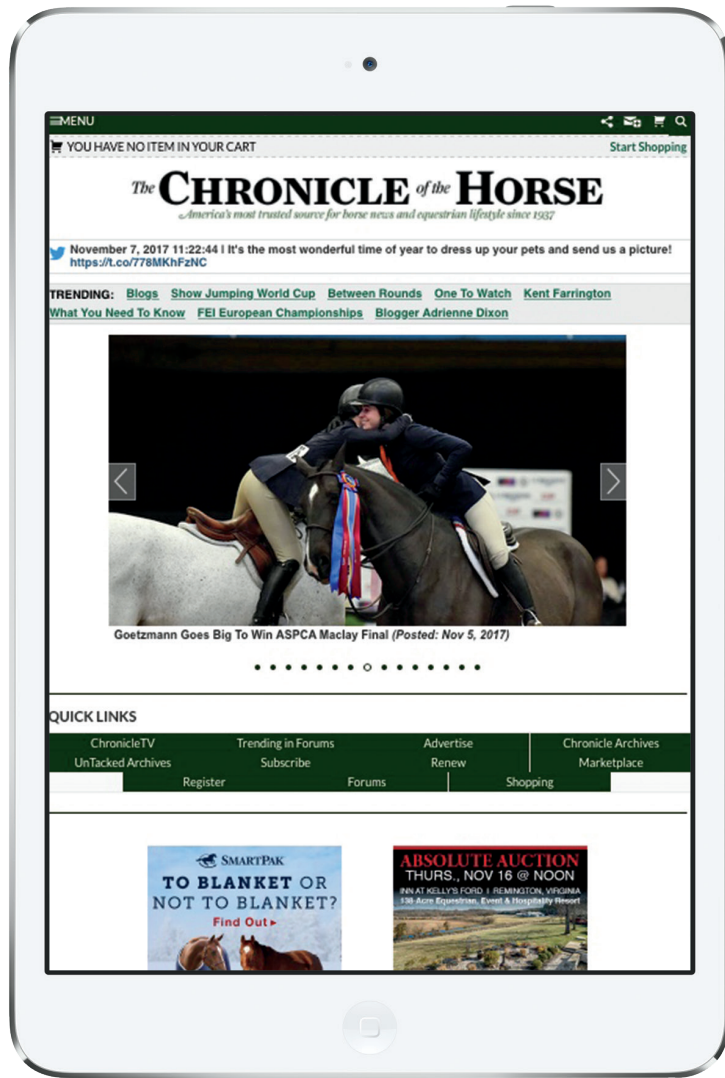 MENU
YOU HAVE NO ITEM IN YOUR CART Start Shopping
The CHRONICLE of the HORSE
America's most trusted source for horse news and equestrian lifestyle since 1937
November 7, 2017 11:22:44 | It's the most wonderful time of year to dress up your pets and send us a picture!
https://t.co/778MKhFzNC
TRENDING: Blogs Show Jumping World Cup Between Rounds One To Watch Kent Farrington
What You Need To Know FEI European Championships Blogger Adrienne Dixon
Goetzmann Goes Big To Win ASPCA Maclay Final (Posted: Nov 5, 2017)
QUICK LINKS
ChronicleTV Trending in Forums Advertise Chronicle Archives
UnTacked Archives Subscribe Renew Marketplace
Register Forums Shopping
SMARTPAK
TO BLANKET OR
NOT TO BLANKET?
Find Out
ABSOLUTE AUCTION
THURS., NOV 16 @ NOON
INN AT KELLY'S FORD | REMINGTON, VIRGINIA
138-Acre Equestrian, Event & Hospitality Resort